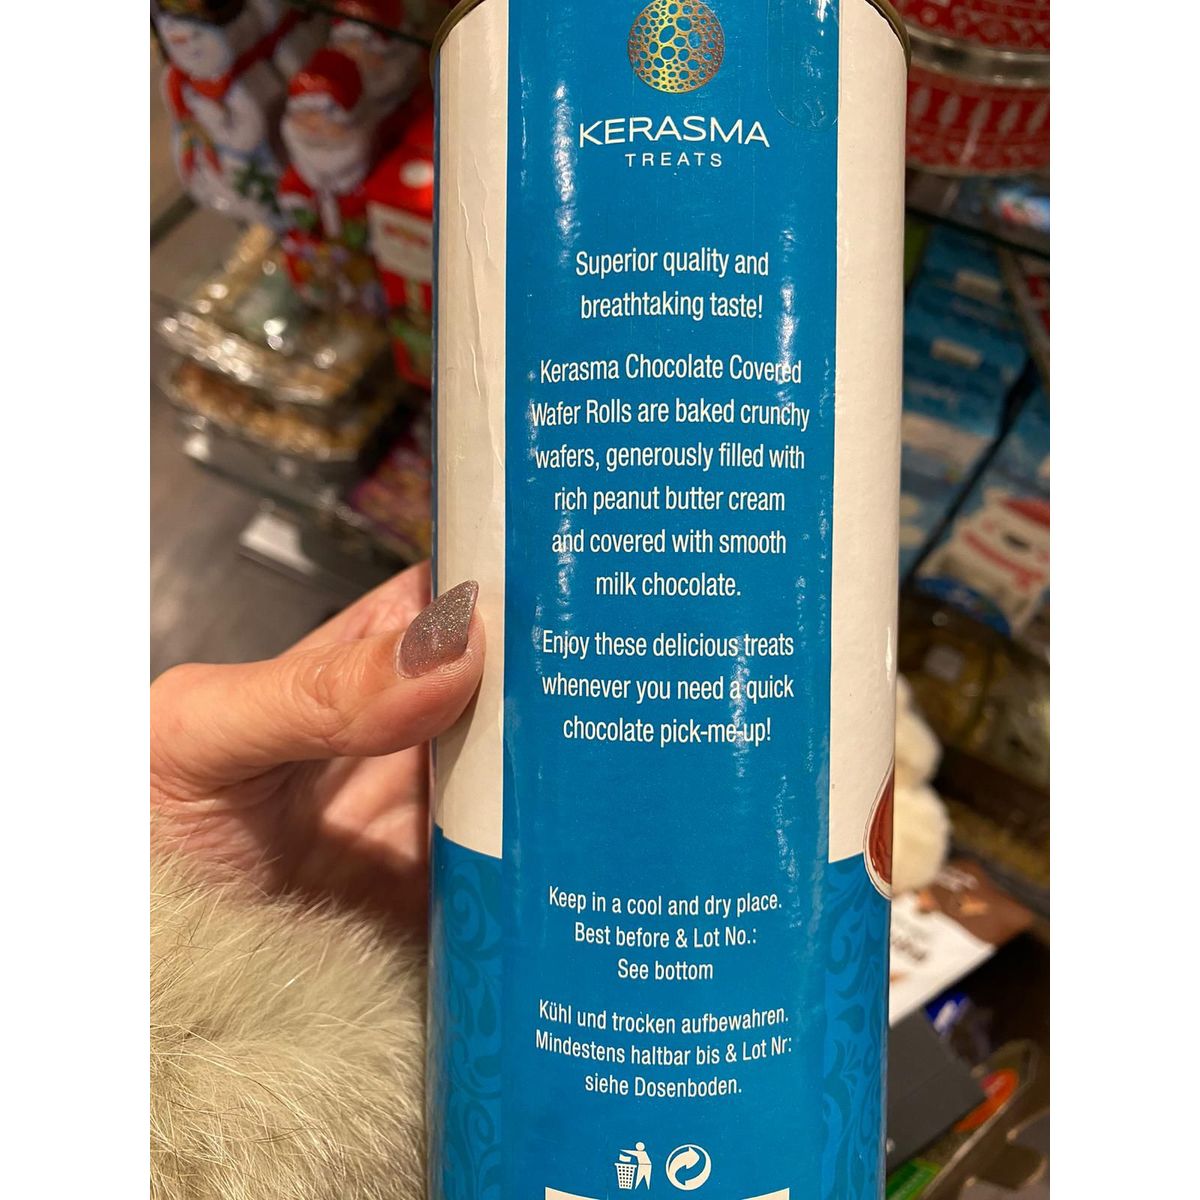 KERASMA
TREATS
Superior quality and
breathtaking taste!
Kerasma Chocolate Covered
Wafer Rolls are baked crunchy
wafers, generously filled with
rich peanut butter cream
and covered with smooth
milk chocolate.
Enjoy these delicious treats
whenever you need a quick
chocolate pick-me-up!
Keep in a cool and dry place.
Best before & Lot No.:
See bottom
Kühl und trocken aufbewahren.
Mindestens haltbar bis & Lot Nr:
siehe Dosenboden.